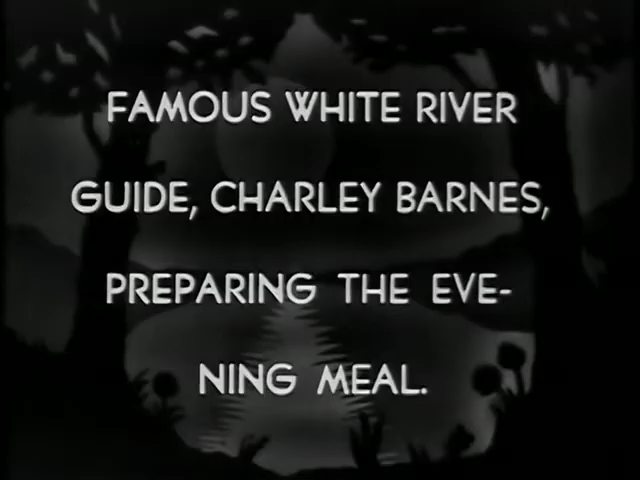 FAMOUS WHITE RIVER
GUIDE, CHARLEY BARNES,
PREPARING THE EVE-
NING MEAL.